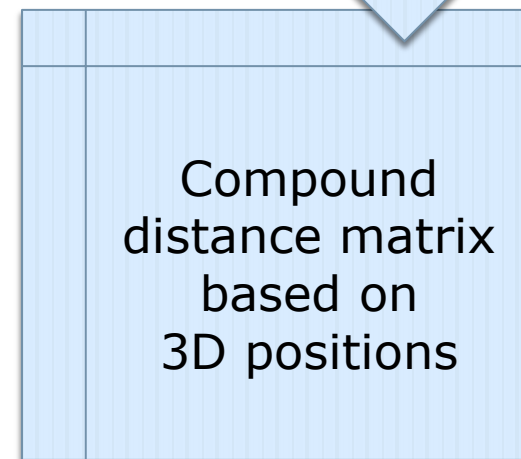 Compound
distance matrix
based on
3D positions